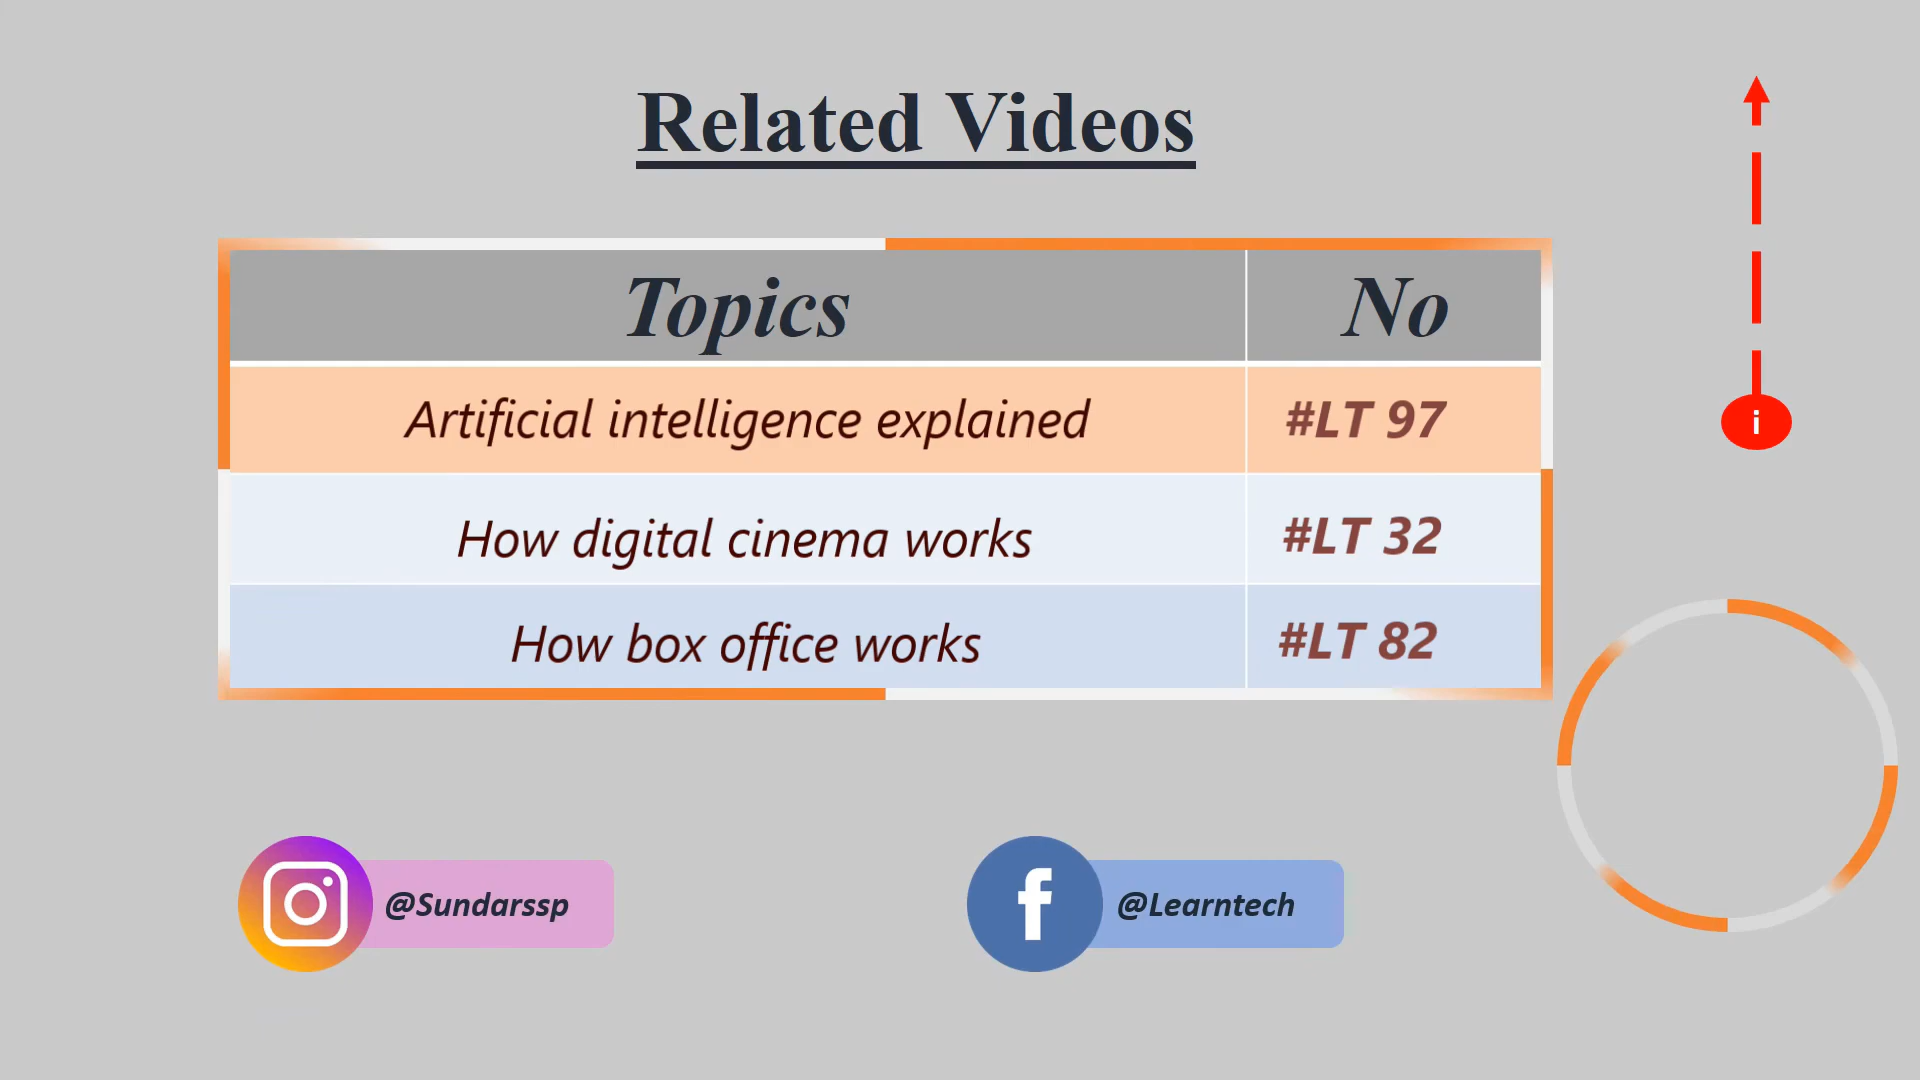 Related Videos
Topics No
Artificial intelligence explained #LT 97
i
How digital cinema works #LT 32
How box office works #LT 82
@Sundarssp
@Learntech